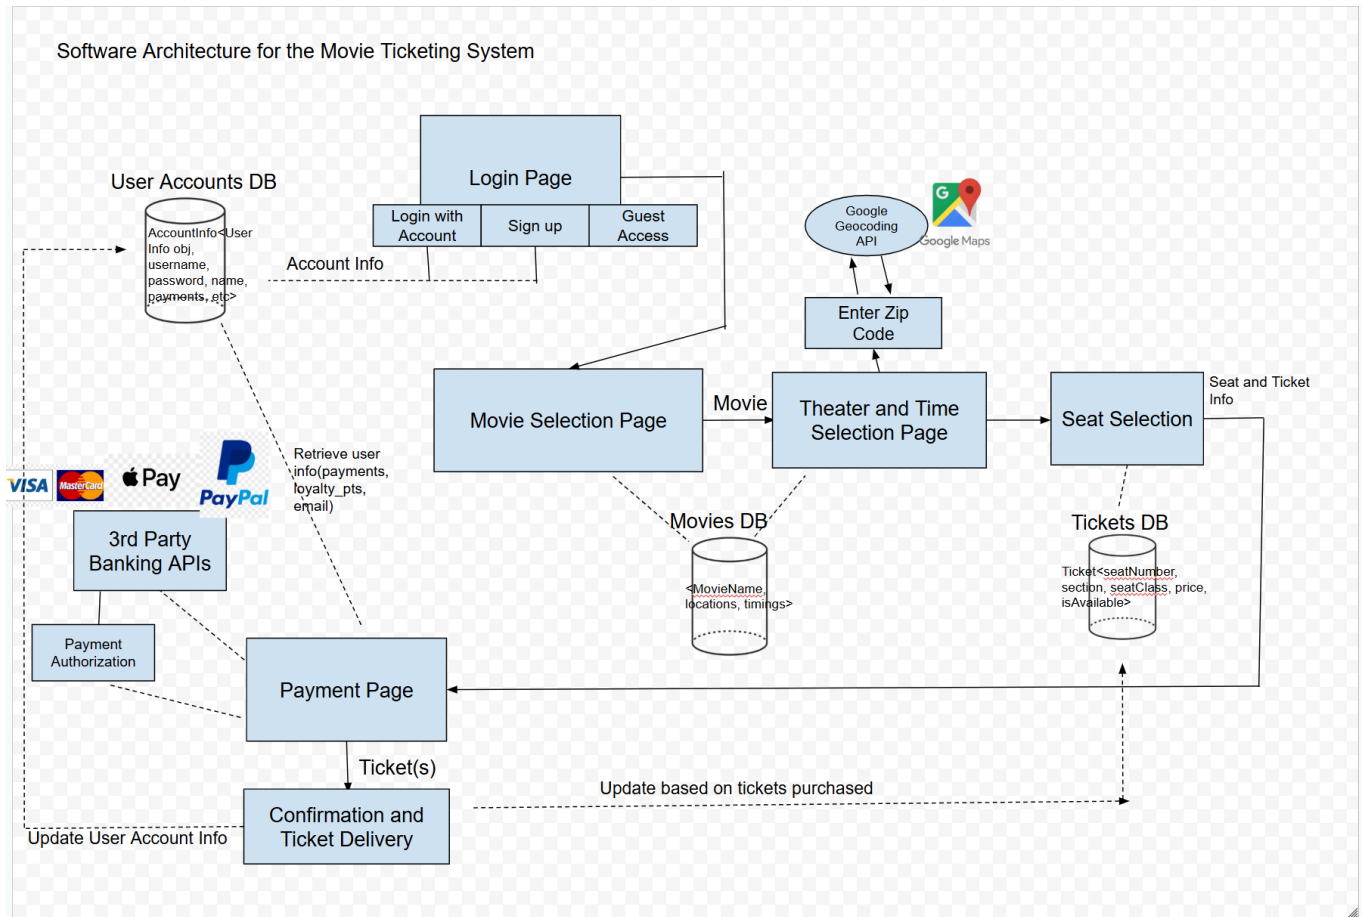 Software Architecture for the Movie Ticketing System
Login Page
Login with
Account
Sign up
Guest
Access
User Accounts DB
AccountInfo<User
Info obj,
username,
password, name,
payments, etc>
Account Info
Google
Geocoding
API
G
Google Maps
Enter Zip
Code
Movie Selection Page
Movie
Theater and Time
Selection Page
Seat Selection
Seat and Ticket
Info
Retrieve user
info(payments,
loyalty_pts,
email)
VISA
MasterCard
Pay
PayPal
3rd Party
Banking APIs
Payment
Authorization
Movies DB
<MovieName,
locations, timings>
Tickets DB
Ticket<seatNumber,
section, seatClass, price,
isAvailable>
Payment Page
Ticket(s)
Confirmation and
Ticket Delivery
Update based on tickets purchased
Update User Account Info